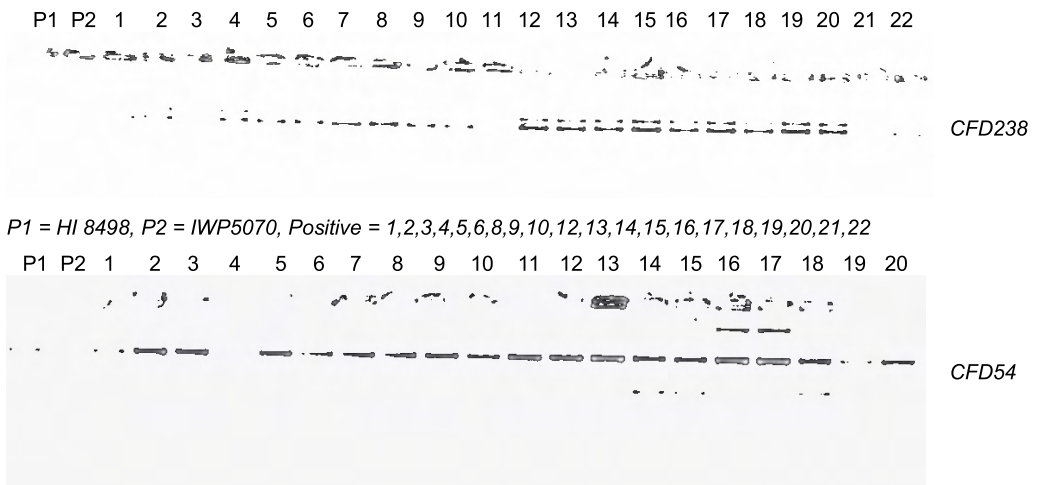 P1 P2 1 2 3 4 5 6 7 8 9 10 11 12 13 14 15 16 17 18 19 20 21 22
CFD238
P1 = HI 8498, P2 = IWP5070, Positive = 1,2,3,4,5,6,8,9,10,12,13,14,15,16,17,18,19,20,21,22
P1 P2 1 2 3 4 5 6 7 8 9 10 11 12 13 14 15 16 17 18 19 20
CFD54